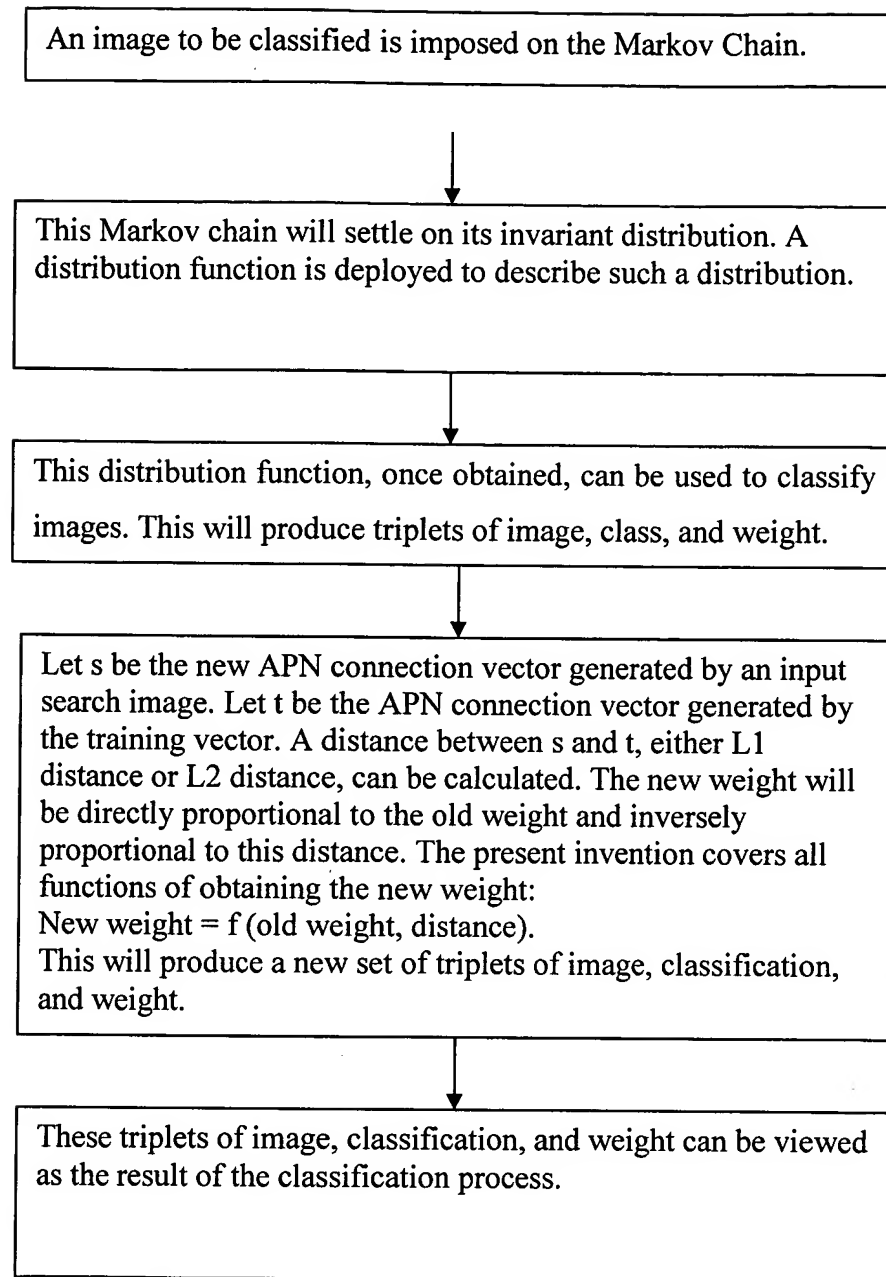 An image to be classified is imposed on the Markov Chain.
This Markov chain will settle on its invariant distribution. A
distribution function is deployed to describe such a distribution.
This distribution function, once obtained, can be used to classify
images. This will produce triplets of image, class, and weight.
Let s be the new APN connection vector generated by an input
search image. Let t be the APN connection vector generated by
the training vector. A distance between s and t, either L1
distance or L2 distance, can be calculated. The new weight will
be directly proportional to the old weight and inversely
proportional to this distance. The present invention covers all
functions of obtaining the new weight:
New weight = f (old weight, distance).
This will produce a new set of triplets of image, classification,
and weight.
These triplets of image, classification, and weight can be viewed
as the result of the classification process.